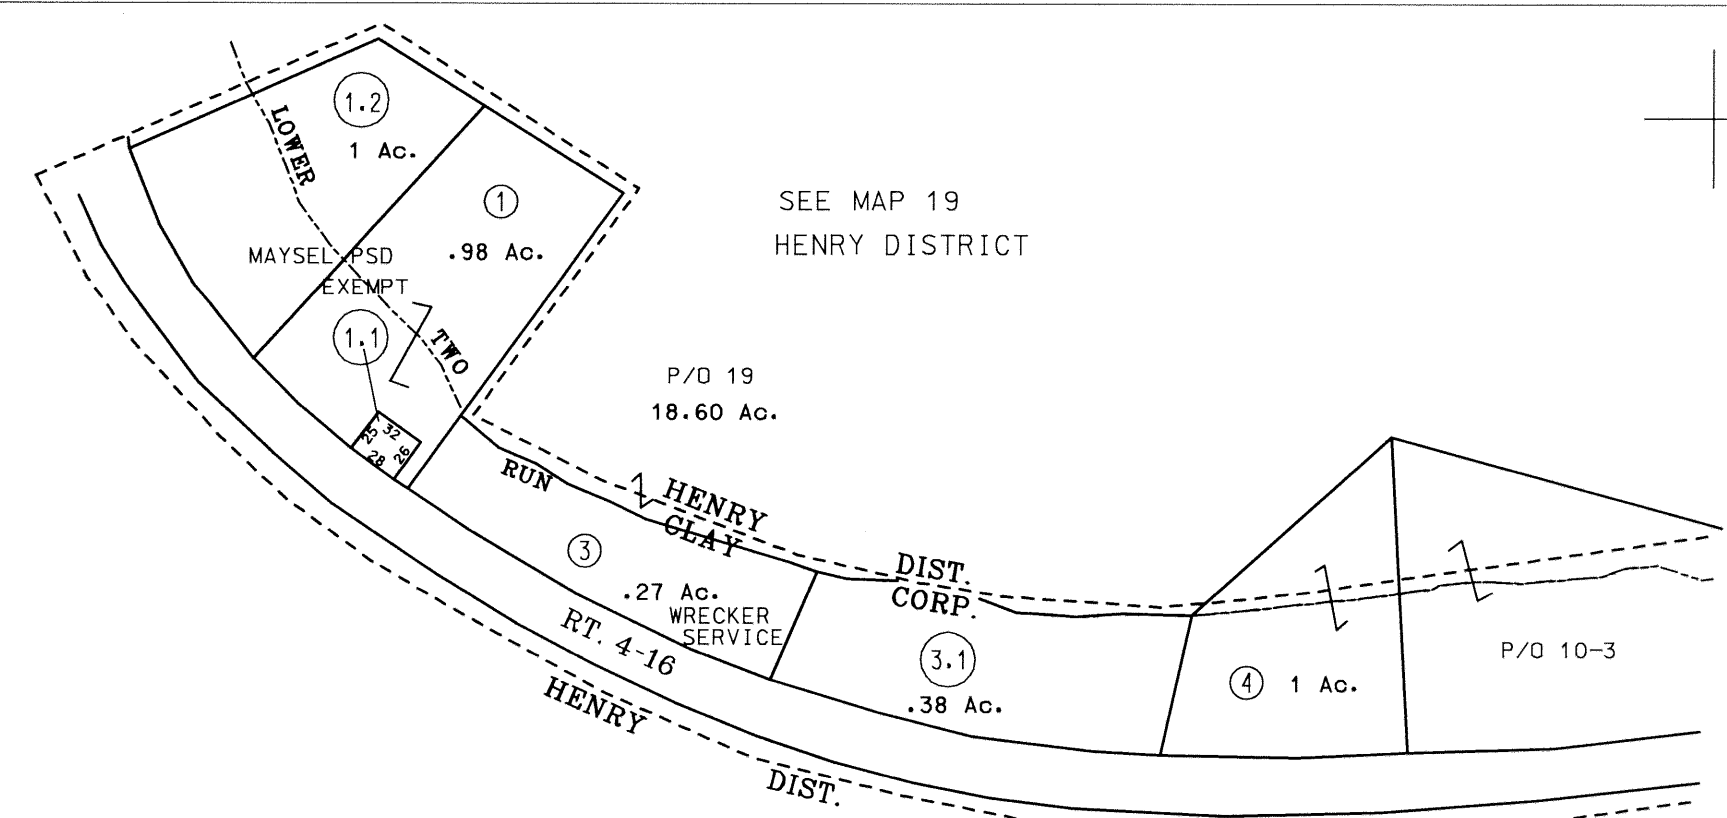 1.2
LOWER
1 Ac.
1
.98 Ac.
SEE MAP 19
HENRY DISTRICT
MAYSEL PSD
EXEMPT
1.1
TWO
P/O 19
18.60 Ac.
25
32
28
26
RUN
HENRY
CLAY
3
.27 Ac.
WRECKER
SERVICE
DIST.
CORP.
RT. 4-16
3.1
.38 Ac.
4
1 Ac.
P/O 10-3
HENRY
DIST.